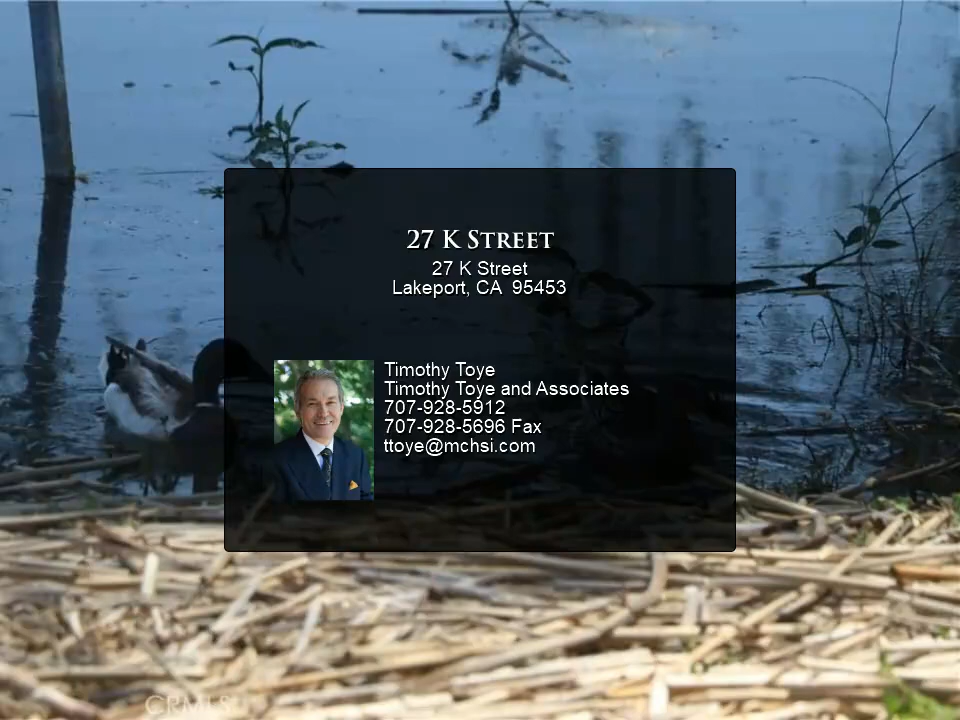 27 K Street
27 K Street
Lakeport, CA 95453
Timothy Toye
Timothy Toye and Associates
707-928-5912
707-928-5696 Fax
ttoye@mchsi.com
CRMLS